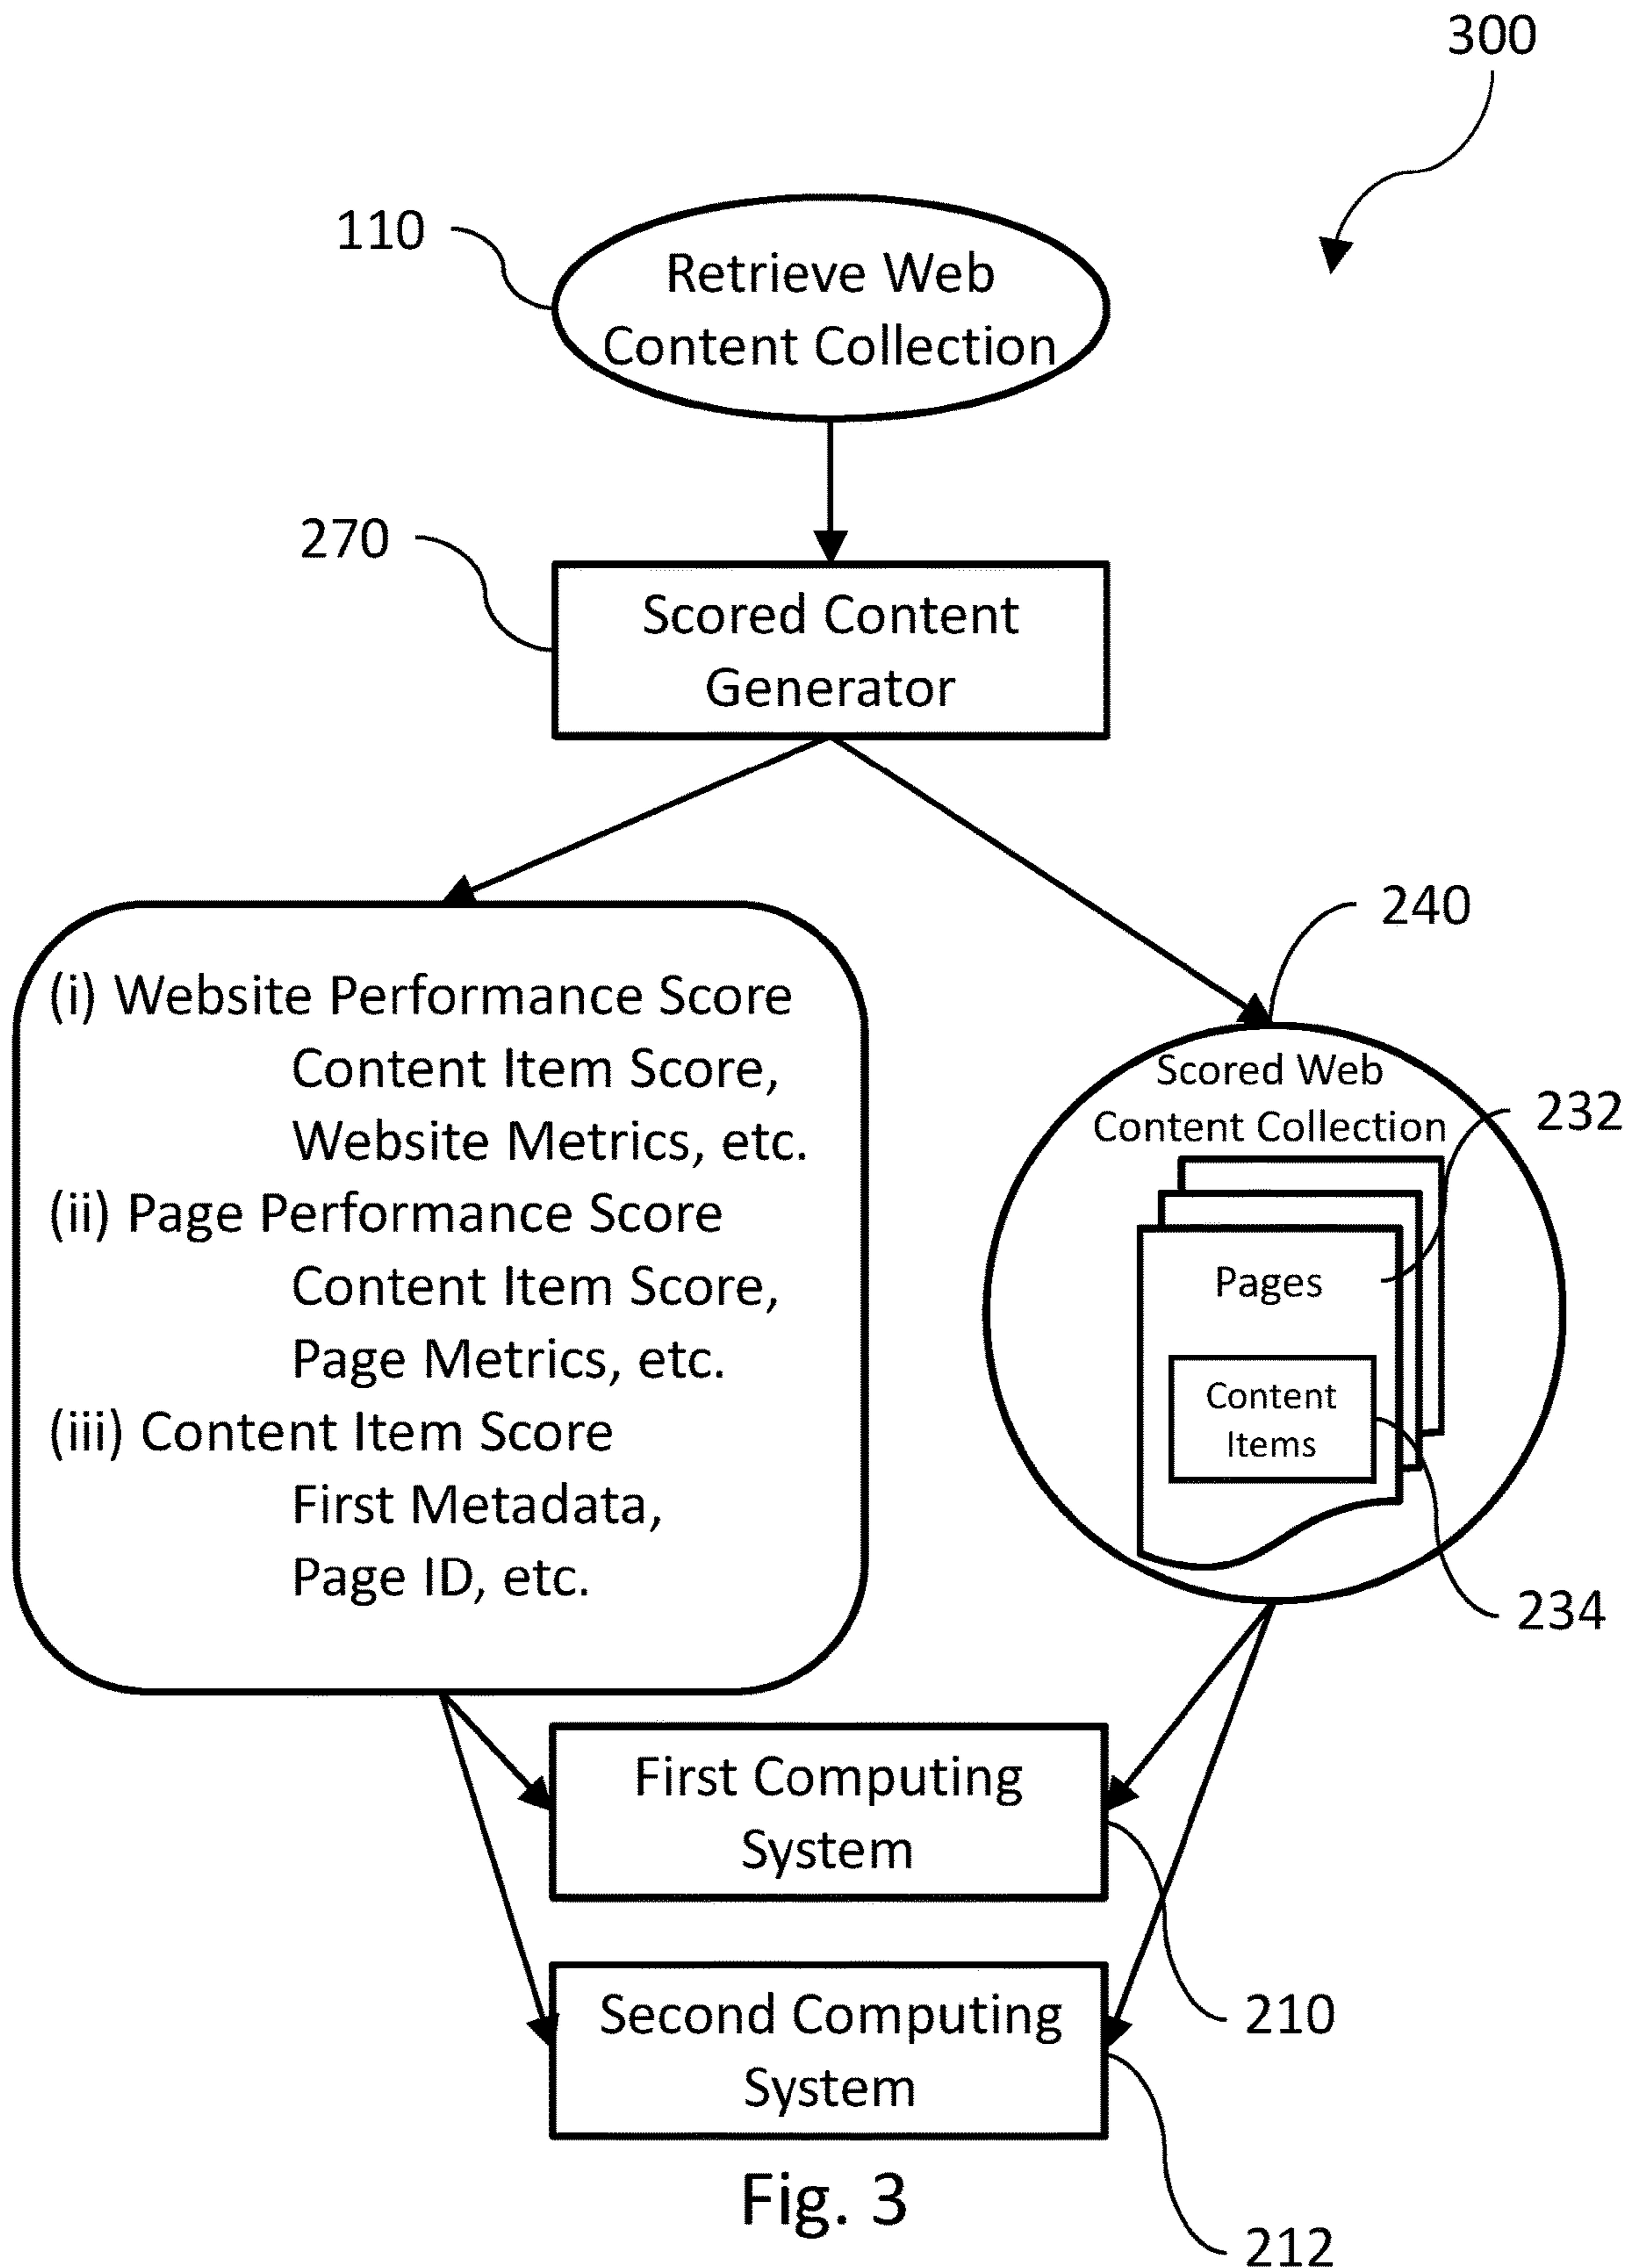 300
110
Retrieve Web
Content Collection
270
Scored Content
Generator
240
(i) Website Performance Score
Content Item Score,
Website Metrics, etc.
(ii) Page Performance Score
Content Item Score,
Page Metrics, etc.
(iii) Content Item Score
First Metadata,
Page ID, etc.
Scored Web
Content Collection
232
Pages
Content
Items
234
First Computing
System
210
Second Computing
System
212
Fig. 3